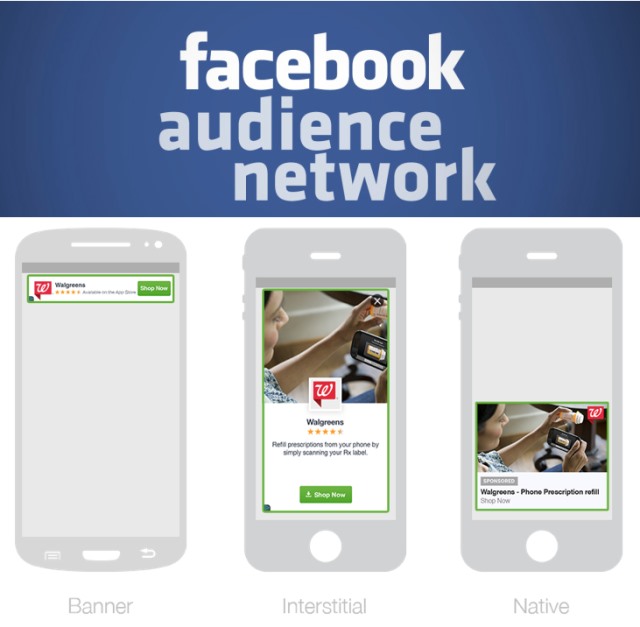 facebook
audience
network
Walgreens
Available on the App Store
Shop Now
Walgreens
Refill prescriptions from your phone by
simply scanning your Rx label.
Shop Now
SPONSORED
Walgreens - Phone Prescription refill
Shop Now
Banner
Interstitial
Native